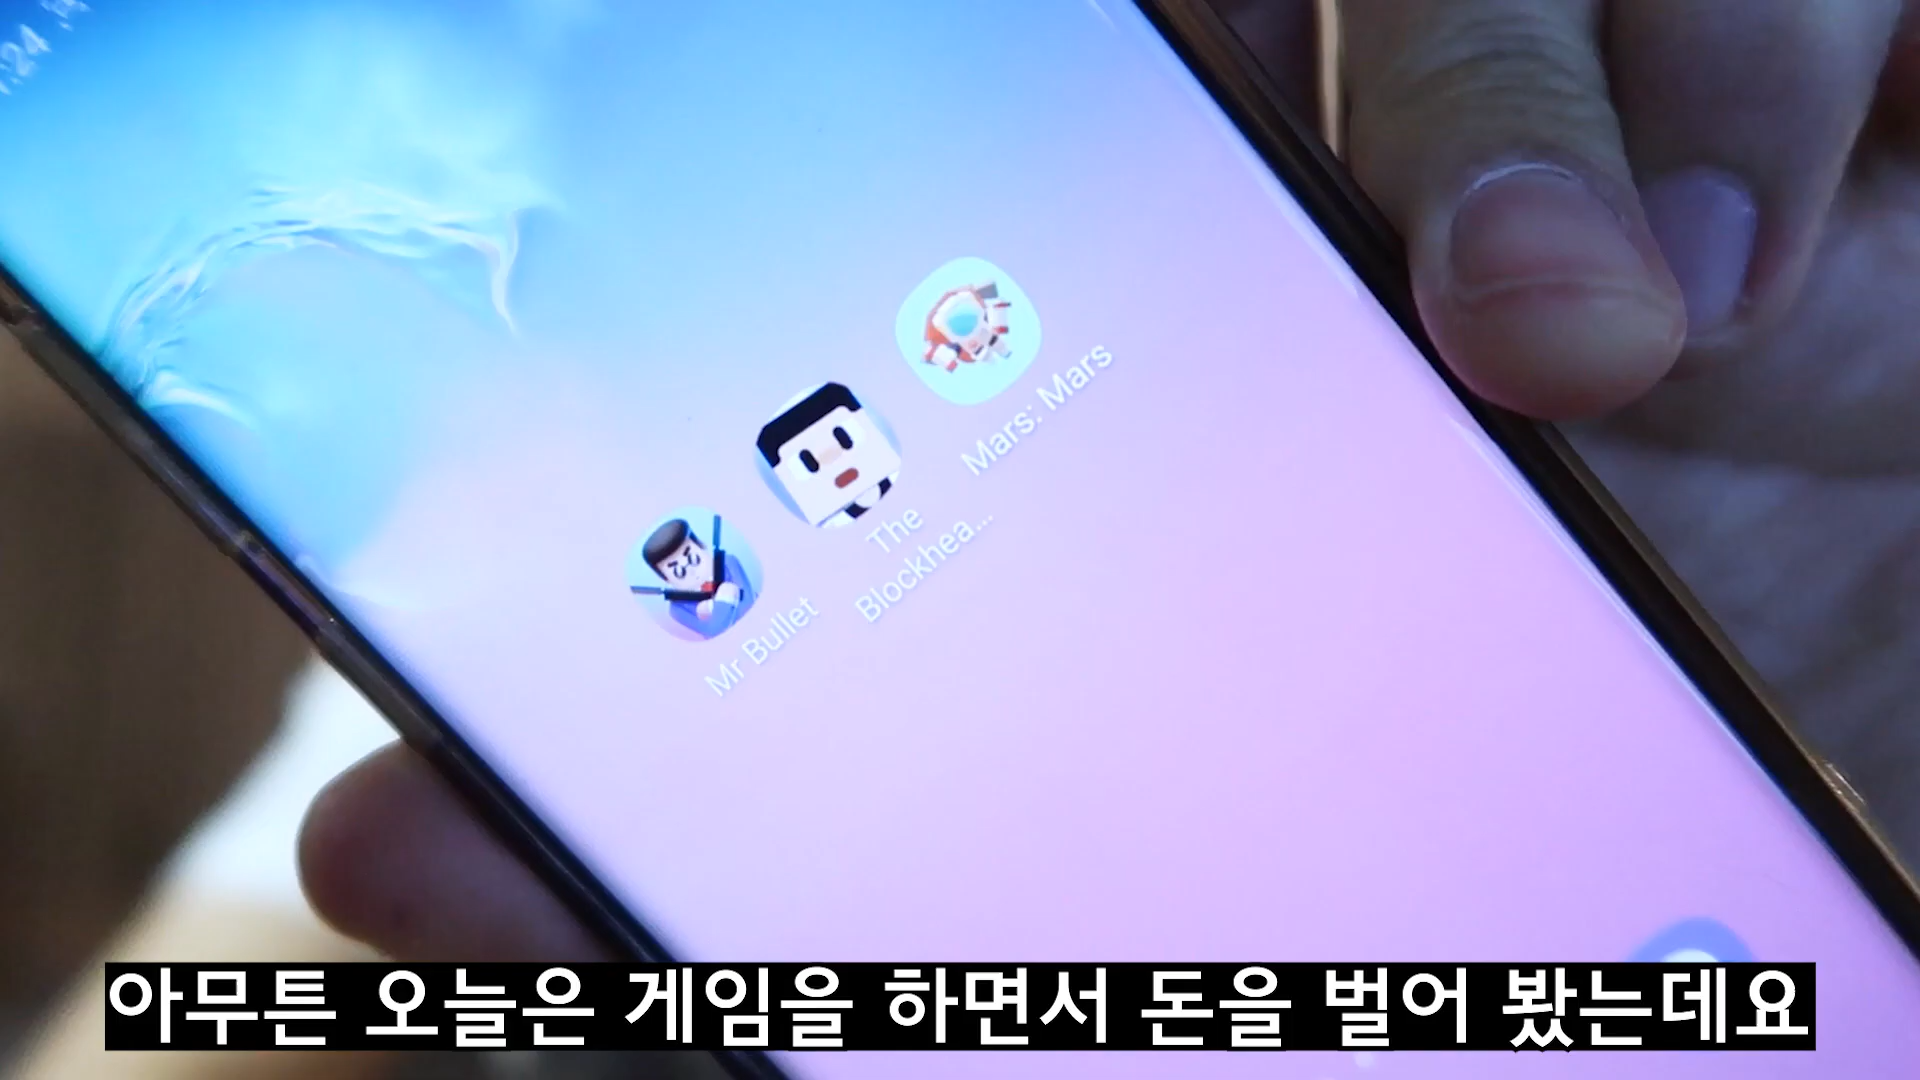 Mr Bullet
The
Blockhea...
Mars: Mars
아무튼 오늘은 게임을 하면서 돈을 벌어 봤는데요